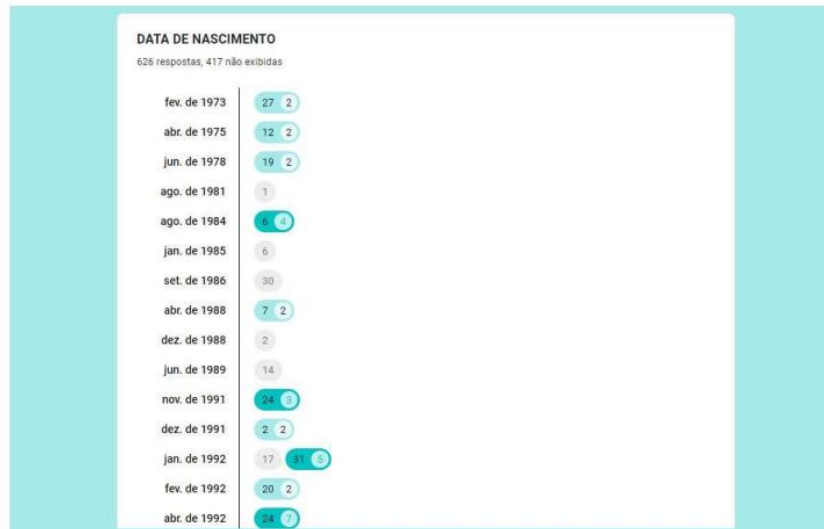 DATA DE NASCIMENTO
626 respostas, 417 não exibidas
fev. de 1973 27 2
abr. de 1975 12 2
jun. de 1978 19 2
ago. de 1981 1
ago. de 1984 6 4
jan. de 1985 6
set. de 1986 30
abr. de 1988 7 2
dez. de 1988 2
jun. de 1989 14
nov. de 1991 24 3
dez. de 1991 2 2
jan. de 1992 17 31 5
fev. de 1992 20 2
abr. de 1992 24 7